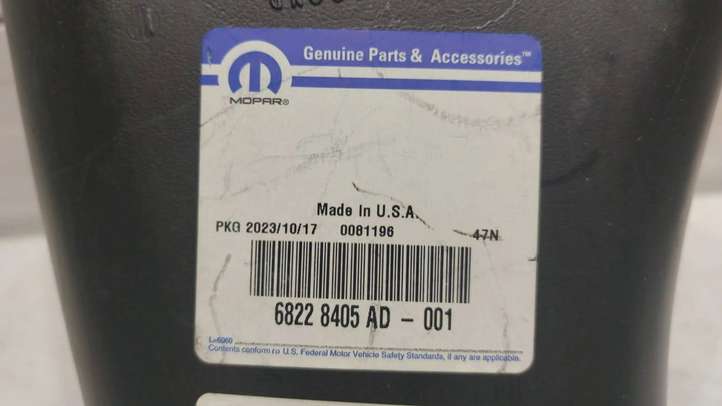 Genuine Parts & Accessories™
MOPAR®
Made In U.S.A.
PKG 2023/10/17 0081196 47N
6822 8405 AD - 001
Contents conform to U.S. Federal Motor Vehicle Safety Standards, if any are applicable.